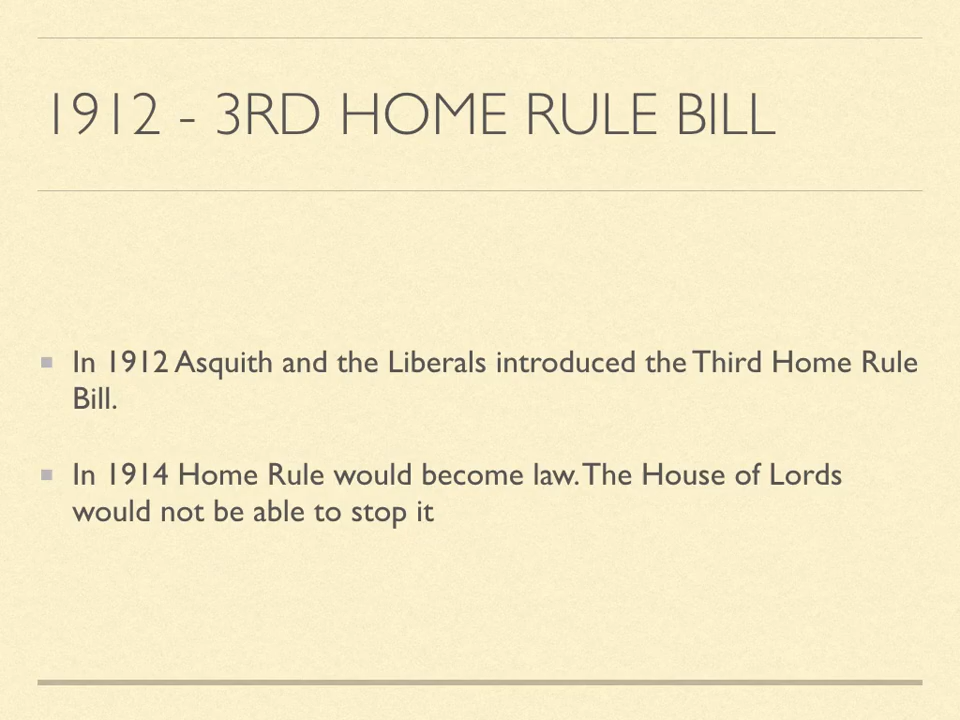 1912 - 3RD HOME RULE BILL
In 1912 Asquith and the Liberals introduced the Third Home Rule
Bill.
In 1914 Home Rule would become law. The House of Lords
would not be able to stop it